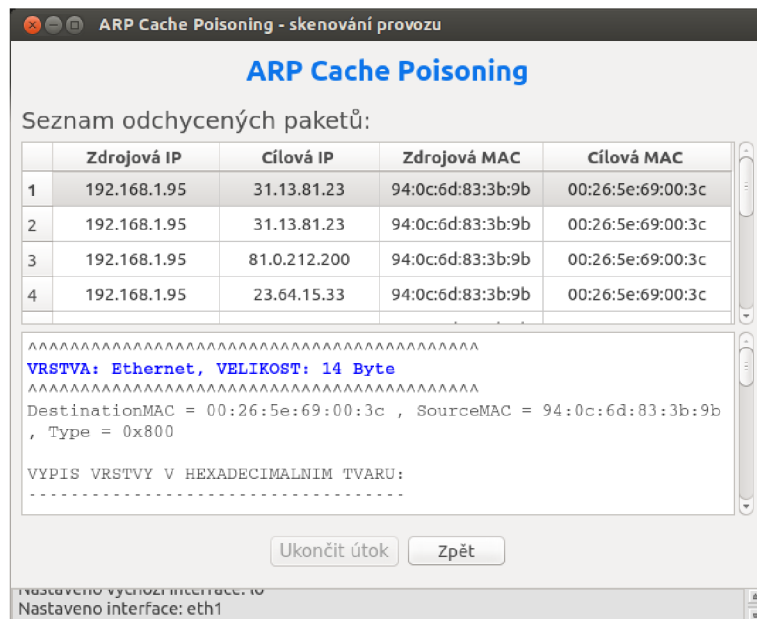 ARP Cache Poisoning - skenování provozu
ARP Cache Poisoning
Seznam odchycených paketů:
Zdrojová IP Cílová IP Zdrojová MAC Cílová MAC
1 192.168.1.95 31.13.81.23 94:0c:6d:83:3b:9b 00:26:5e:69:00:3c
2 192.168.1.95 31.13.81.23 94:0c:6d:83:3b:9b 00:26:5e:69:00:3c
3 192.168.1.95 81.0.212.200 94:0c:6d:83:3b:9b 00:26:5e:69:00:3c
4 192.168.1.95 23.64.15.33 94:0c:6d:83:3b:9b 00:26:5e:69:00:3c
^^^^^^^^^^^^^^^^^^^^^^^^^^^^^^^^^^^^^^^^^^^
VRSTVA: Ethernet, VELIKOST: 14 Byte
^^^^^^^^^^^^^^^^^^^^^^^^^^^^^^^^^^^^^^^^^^^
DestinationMAC = 00:26:5e:69:00:3c , SourceMAC = 94:0c:6d:83:3b:9b
, Type = 0x800
VYPIS VRSTVY V HEXADECIMALNIM TVARU:
------------------------------------
Ukončit útok Zpět
Nastaveno výchozí interface: lo
Nastaveno interface: eth1